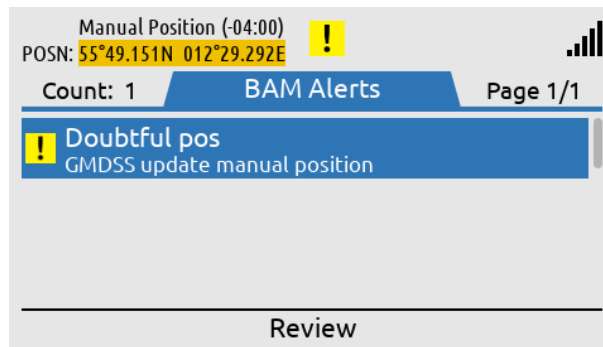 Manual Position (-04:00)
!
POSN: 55°49.151N 012°29.292E
Count: 1 BAM Alerts Page 1/1
! Doubtful pos
GMDSS update manual position
Review